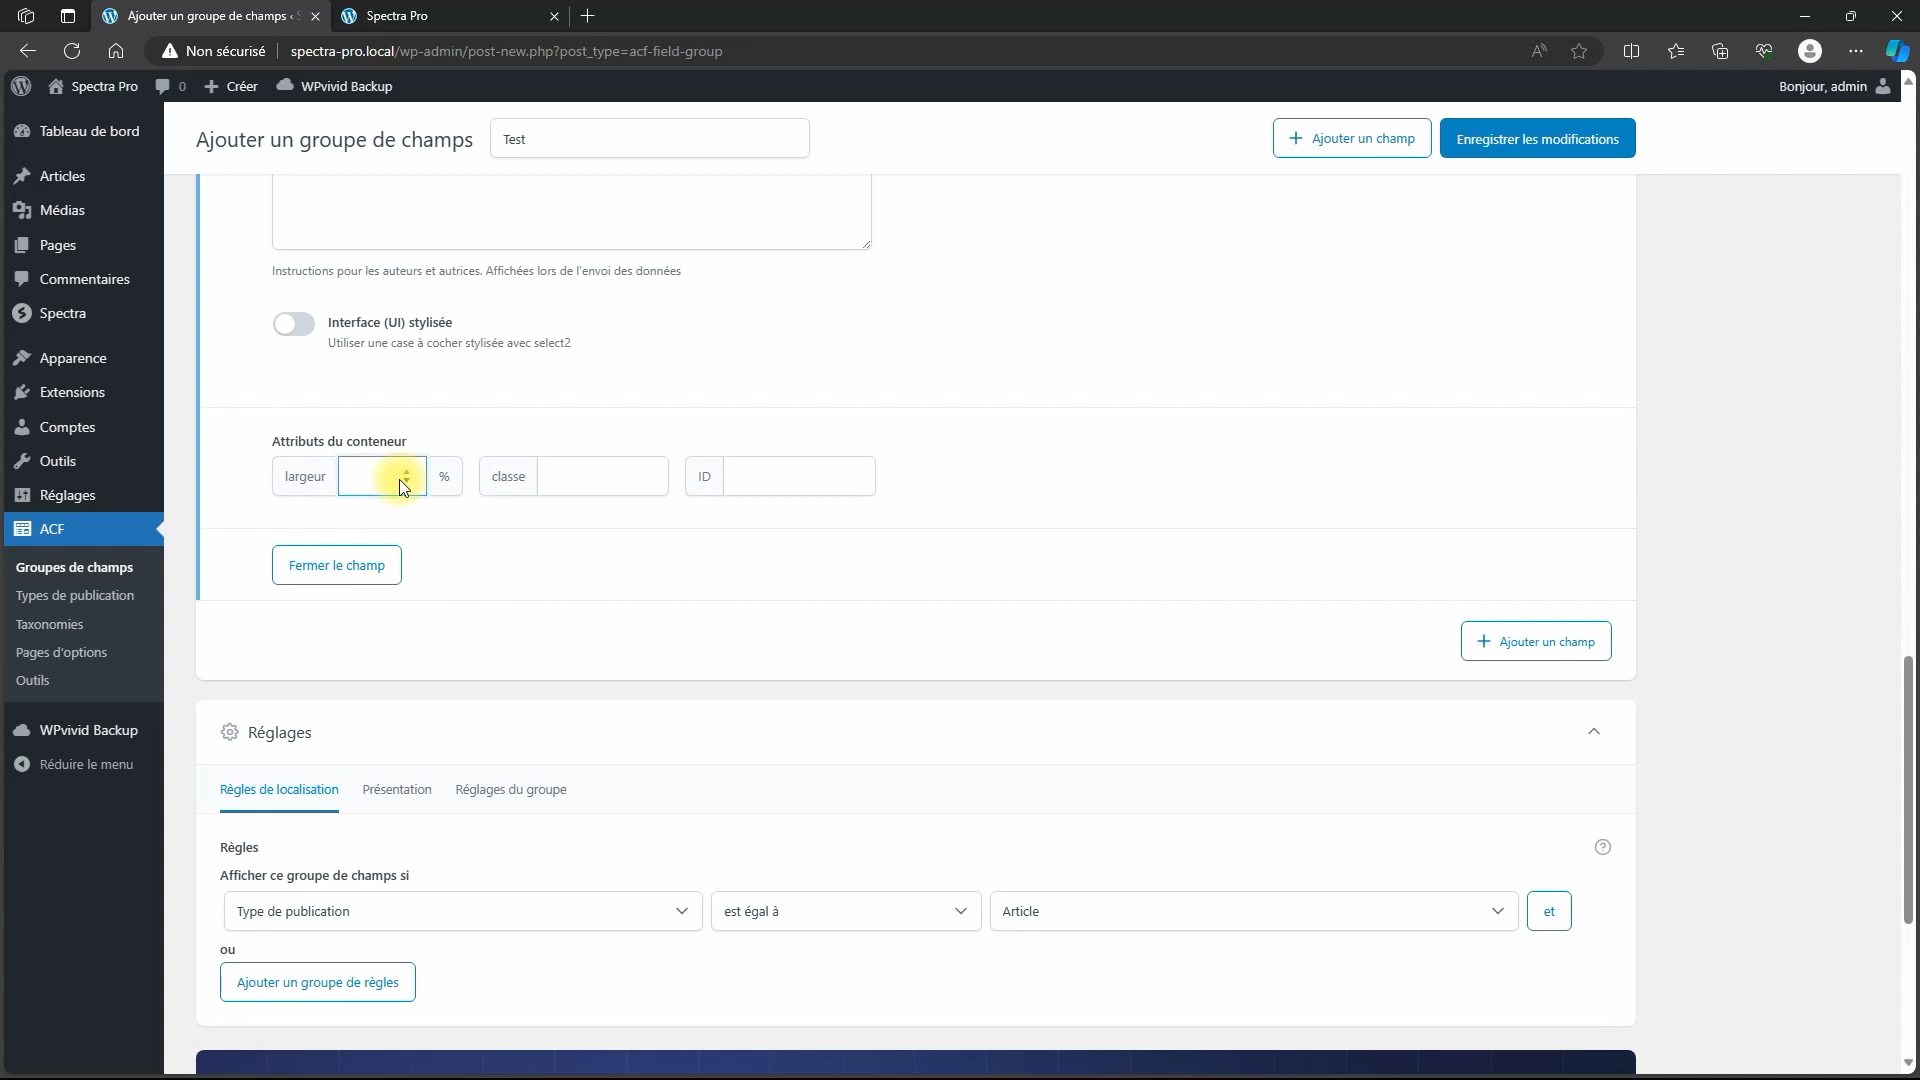 Ajouter un groupe de champs ‹ S
Spectra Pro
Non sécurisé
spectra-pro.local/wp-admin/post-new.php?post_type=acf-field-group
Spectra Pro
0
Créer
WPvivid Backup
Bonjour, admin
Tableau de bord
Articles
Médias
Pages
Commentaires
Spectra
Apparence
Extensions
Comptes
Outils
Réglages
ACF
Groupes de champs
Types de publication
Taxonomies
Pages d'options
Outils
WPvivid Backup
Réduire le menu
Ajouter un groupe de champs
Test
Ajouter un champ
Enregistrer les modifications
Instructions pour les auteurs et autrices. Affichées lors de l'envoi des données
Interface (UI) stylisée
Utiliser une case à cocher stylisée avec select2
Attributs du conteneur
largeur
%
classe
ID
Fermer le champ
Ajouter un champ
Réglages
Règles de localisation
Présentation
Réglages du groupe
Règles
Afficher ce groupe de champs si
Type de publication
est égal à
Article
et
ou
Ajouter un groupe de règles